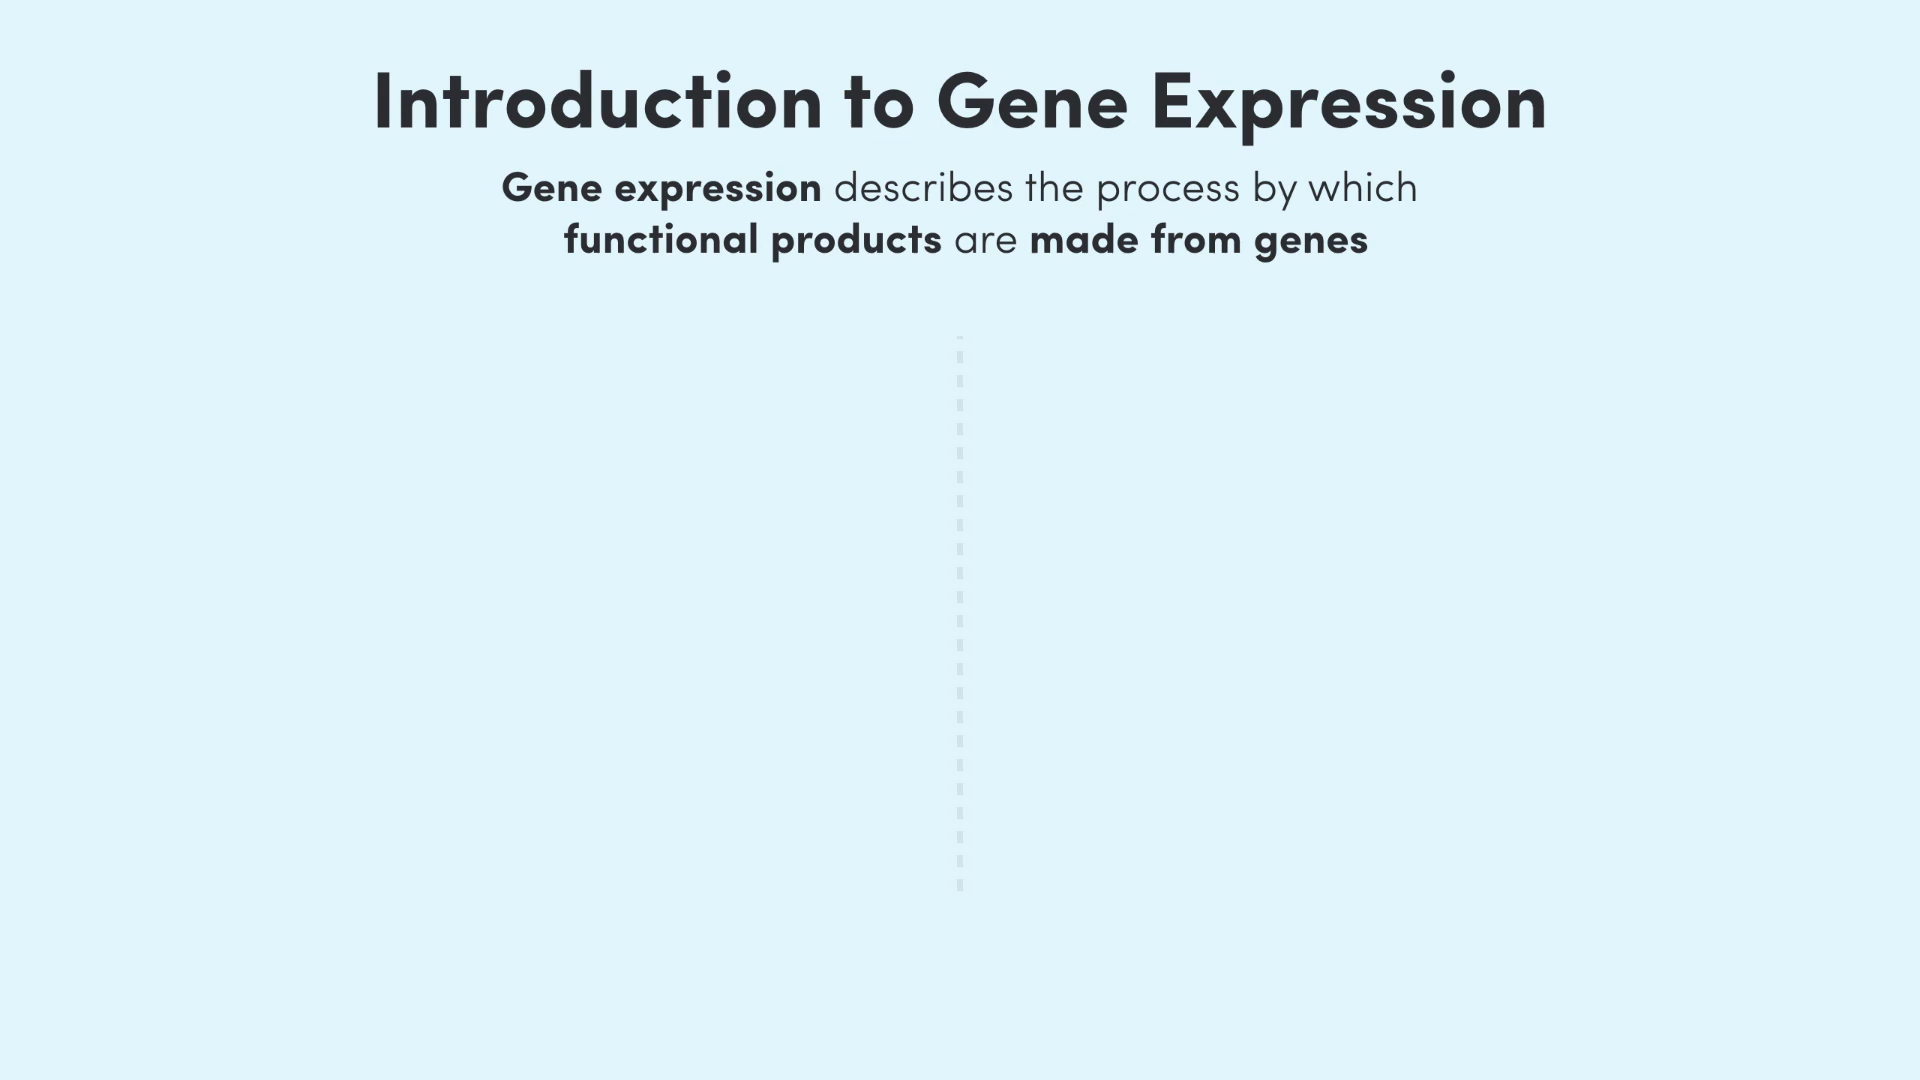 Introduction to Gene Expression
Gene expression describes the process by which
functional products are made from genes